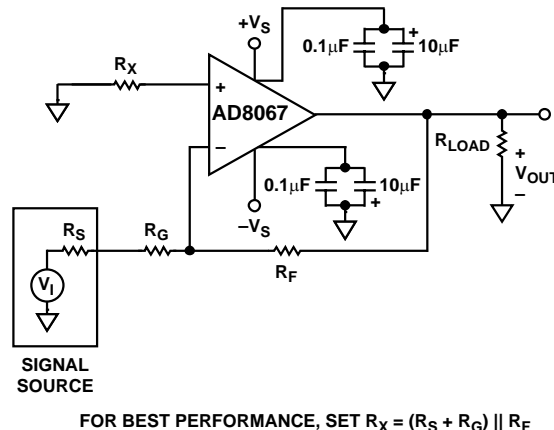 +VS
0.1μF
+
10μF
RX
+
AD8067
−
RLOAD
+
VOUT
−
0.1μF
10μF
+
−VS
RS
RG
RF
VI
SIGNAL
SOURCE
FOR BEST PERFORMANCE, SET RX = (RS + RG) || RF